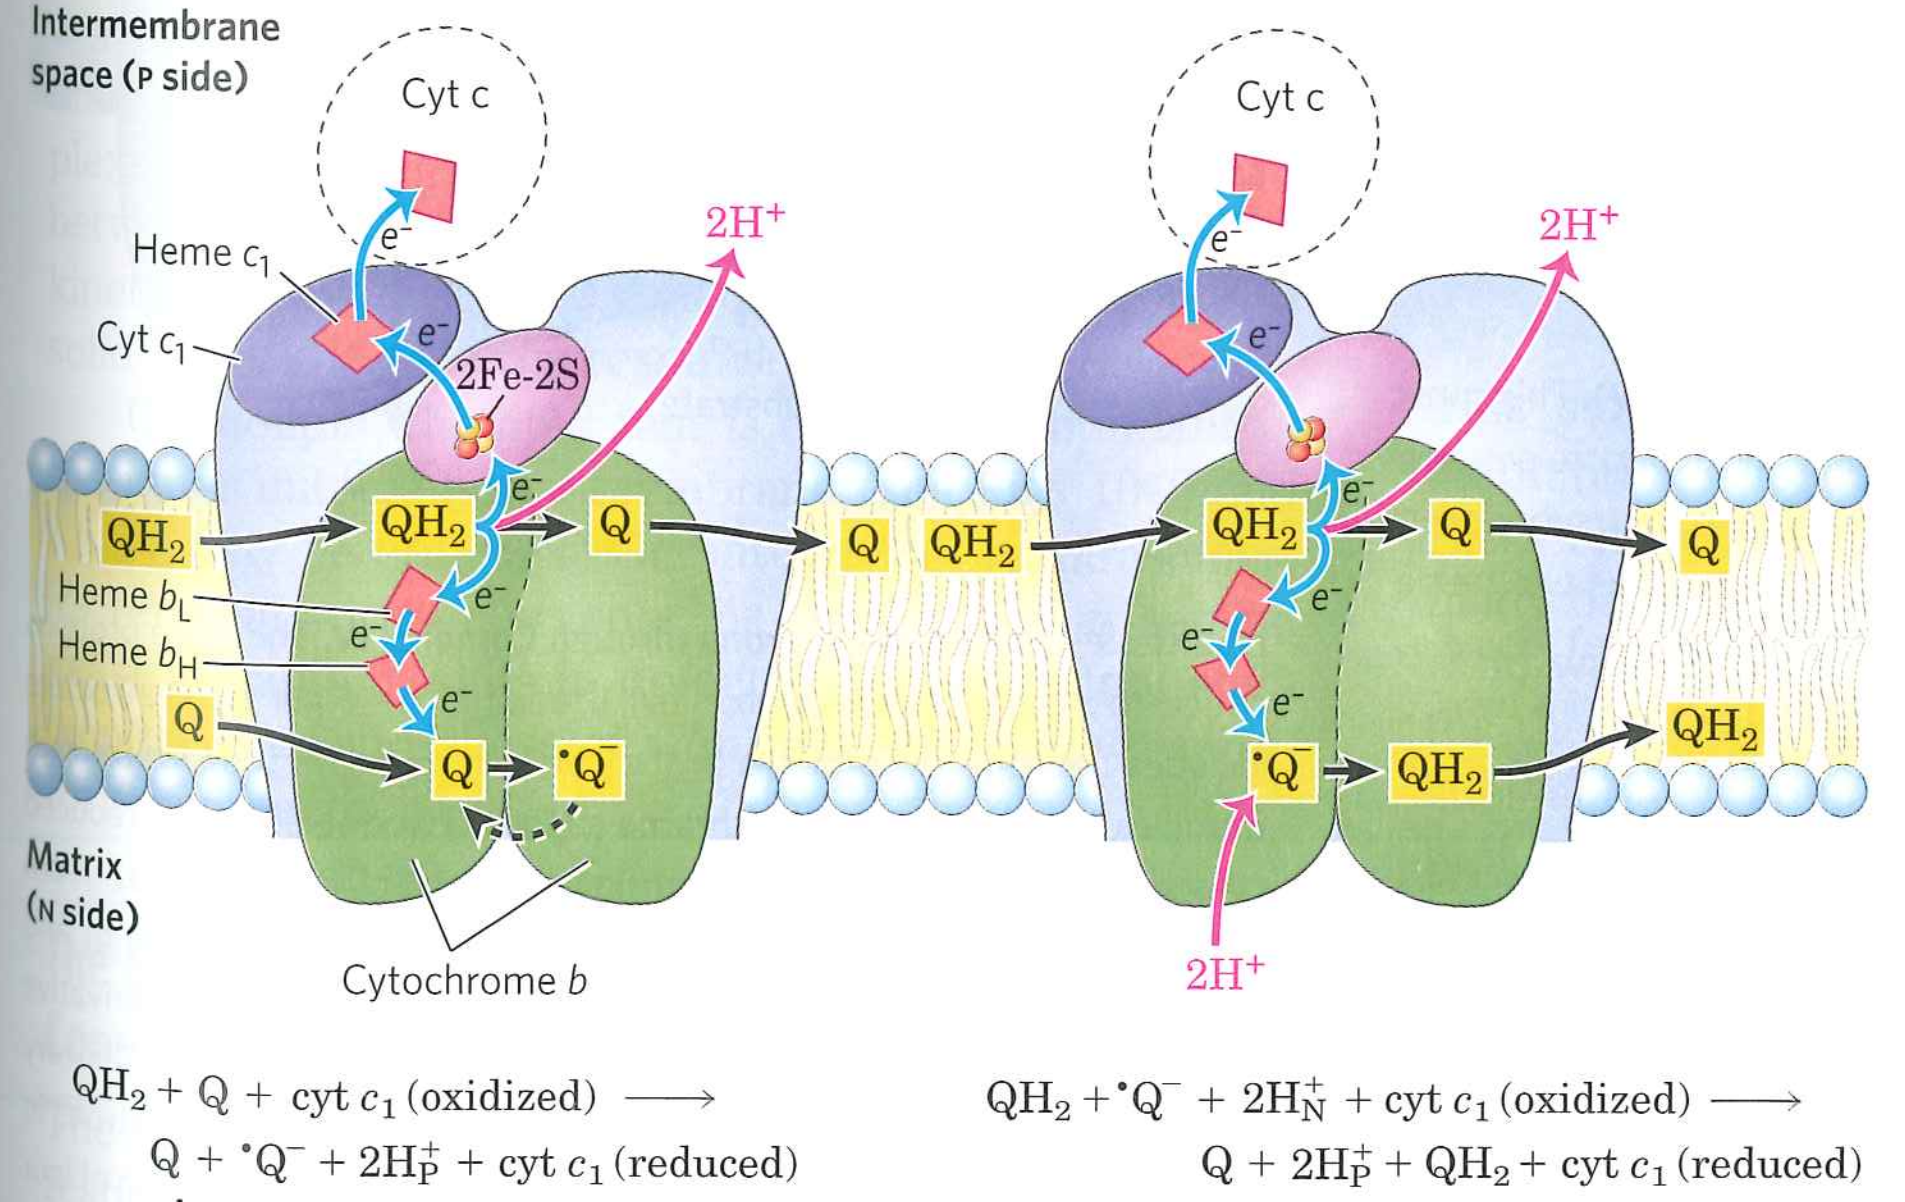 Intermembrane
space (P side)
Cyt c
e⁻
Heme c₁
Cyt c₁
e⁻
2Fe-2S
2H⁺
e⁻
QH₂
QH₂
Q
Q
Heme b_L
e⁻
e⁻
Heme b_H
e⁻
Q
Q
•Q⁻
Matrix
(N side)
Cytochrome b
QH₂ + Q + cyt c₁ (oxidized) ⟶
Q + •Q⁻ + 2H⁺_P + cyt c₁ (reduced)
Cyt c
e⁻
e⁻
2H⁺
e⁻
QH₂
QH₂
Q
Q
e⁻
e⁻
e⁻
•Q⁻
QH₂
QH₂
2H⁺
QH₂ + •Q⁻ + 2H⁺_N + cyt c₁ (oxidized) ⟶
Q + 2H⁺_P + QH₂ + cyt c₁ (reduced)